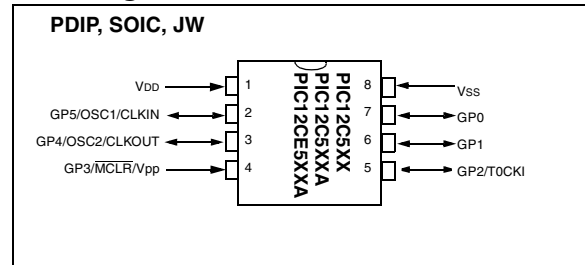 PDIP, SOIC, JW
VDD
1
8
VSS
GP5/OSC1/CLKIN
2
7
GP0
GP4/OSC2/CLKOUT
3
6
GP1
GP3/MCLR/Vpp
4
5
GP2/T0CKI
PIC12C5XX
PIC12C5XXA
PIC12CE5XXA